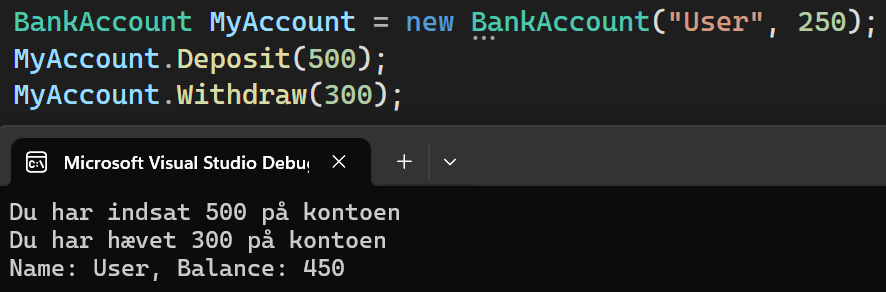 BankAccount MyAccount = new BankAccount("User", 250);
MyAccount.Deposit(500);
MyAccount.Withdraw(300);
Microsoft Visual Studio Debug
Du har indsat 500 på kontoen
Du har hævet 300 på kontoen
Name: User, Balance: 450